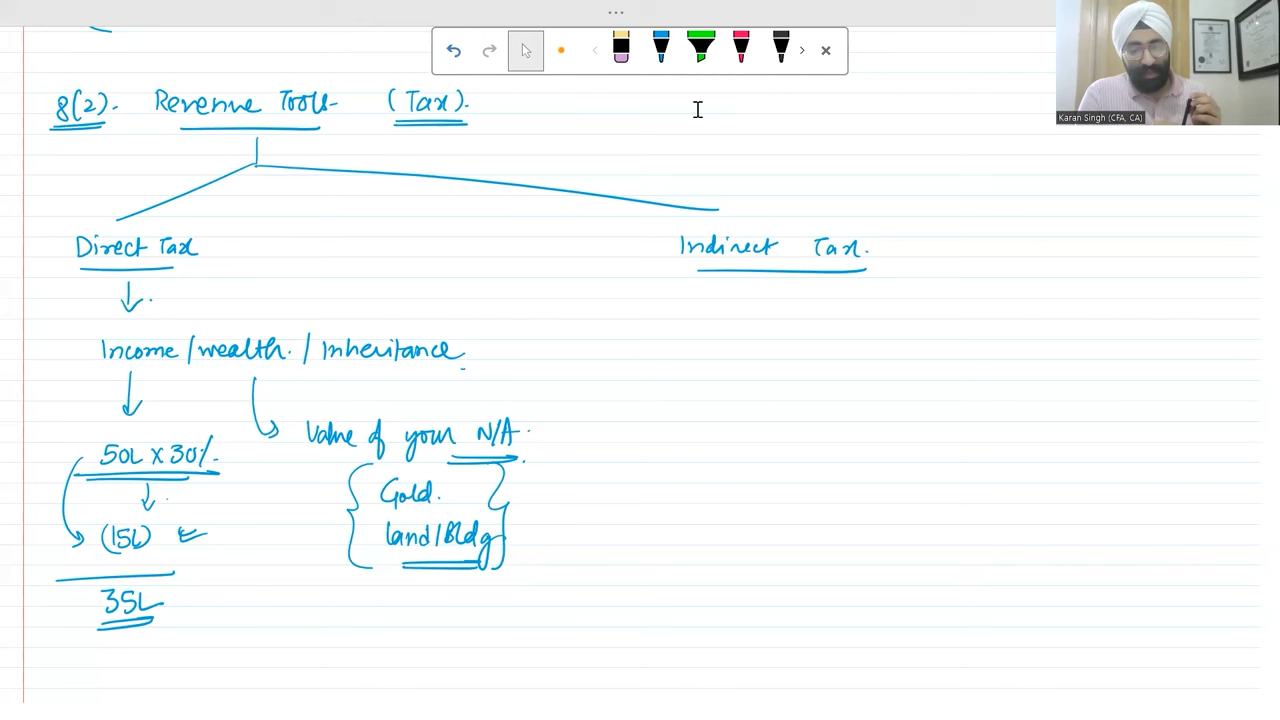 Karan Singh (CFA, CA)
8(2). Revenue Tools- (Tax).
Direct Tax
Indirect Tax.
Income/wealth. / Inheritance
Value of your N/A.
50L x 30%
Gold.
(15L)
land/Bldg
35L